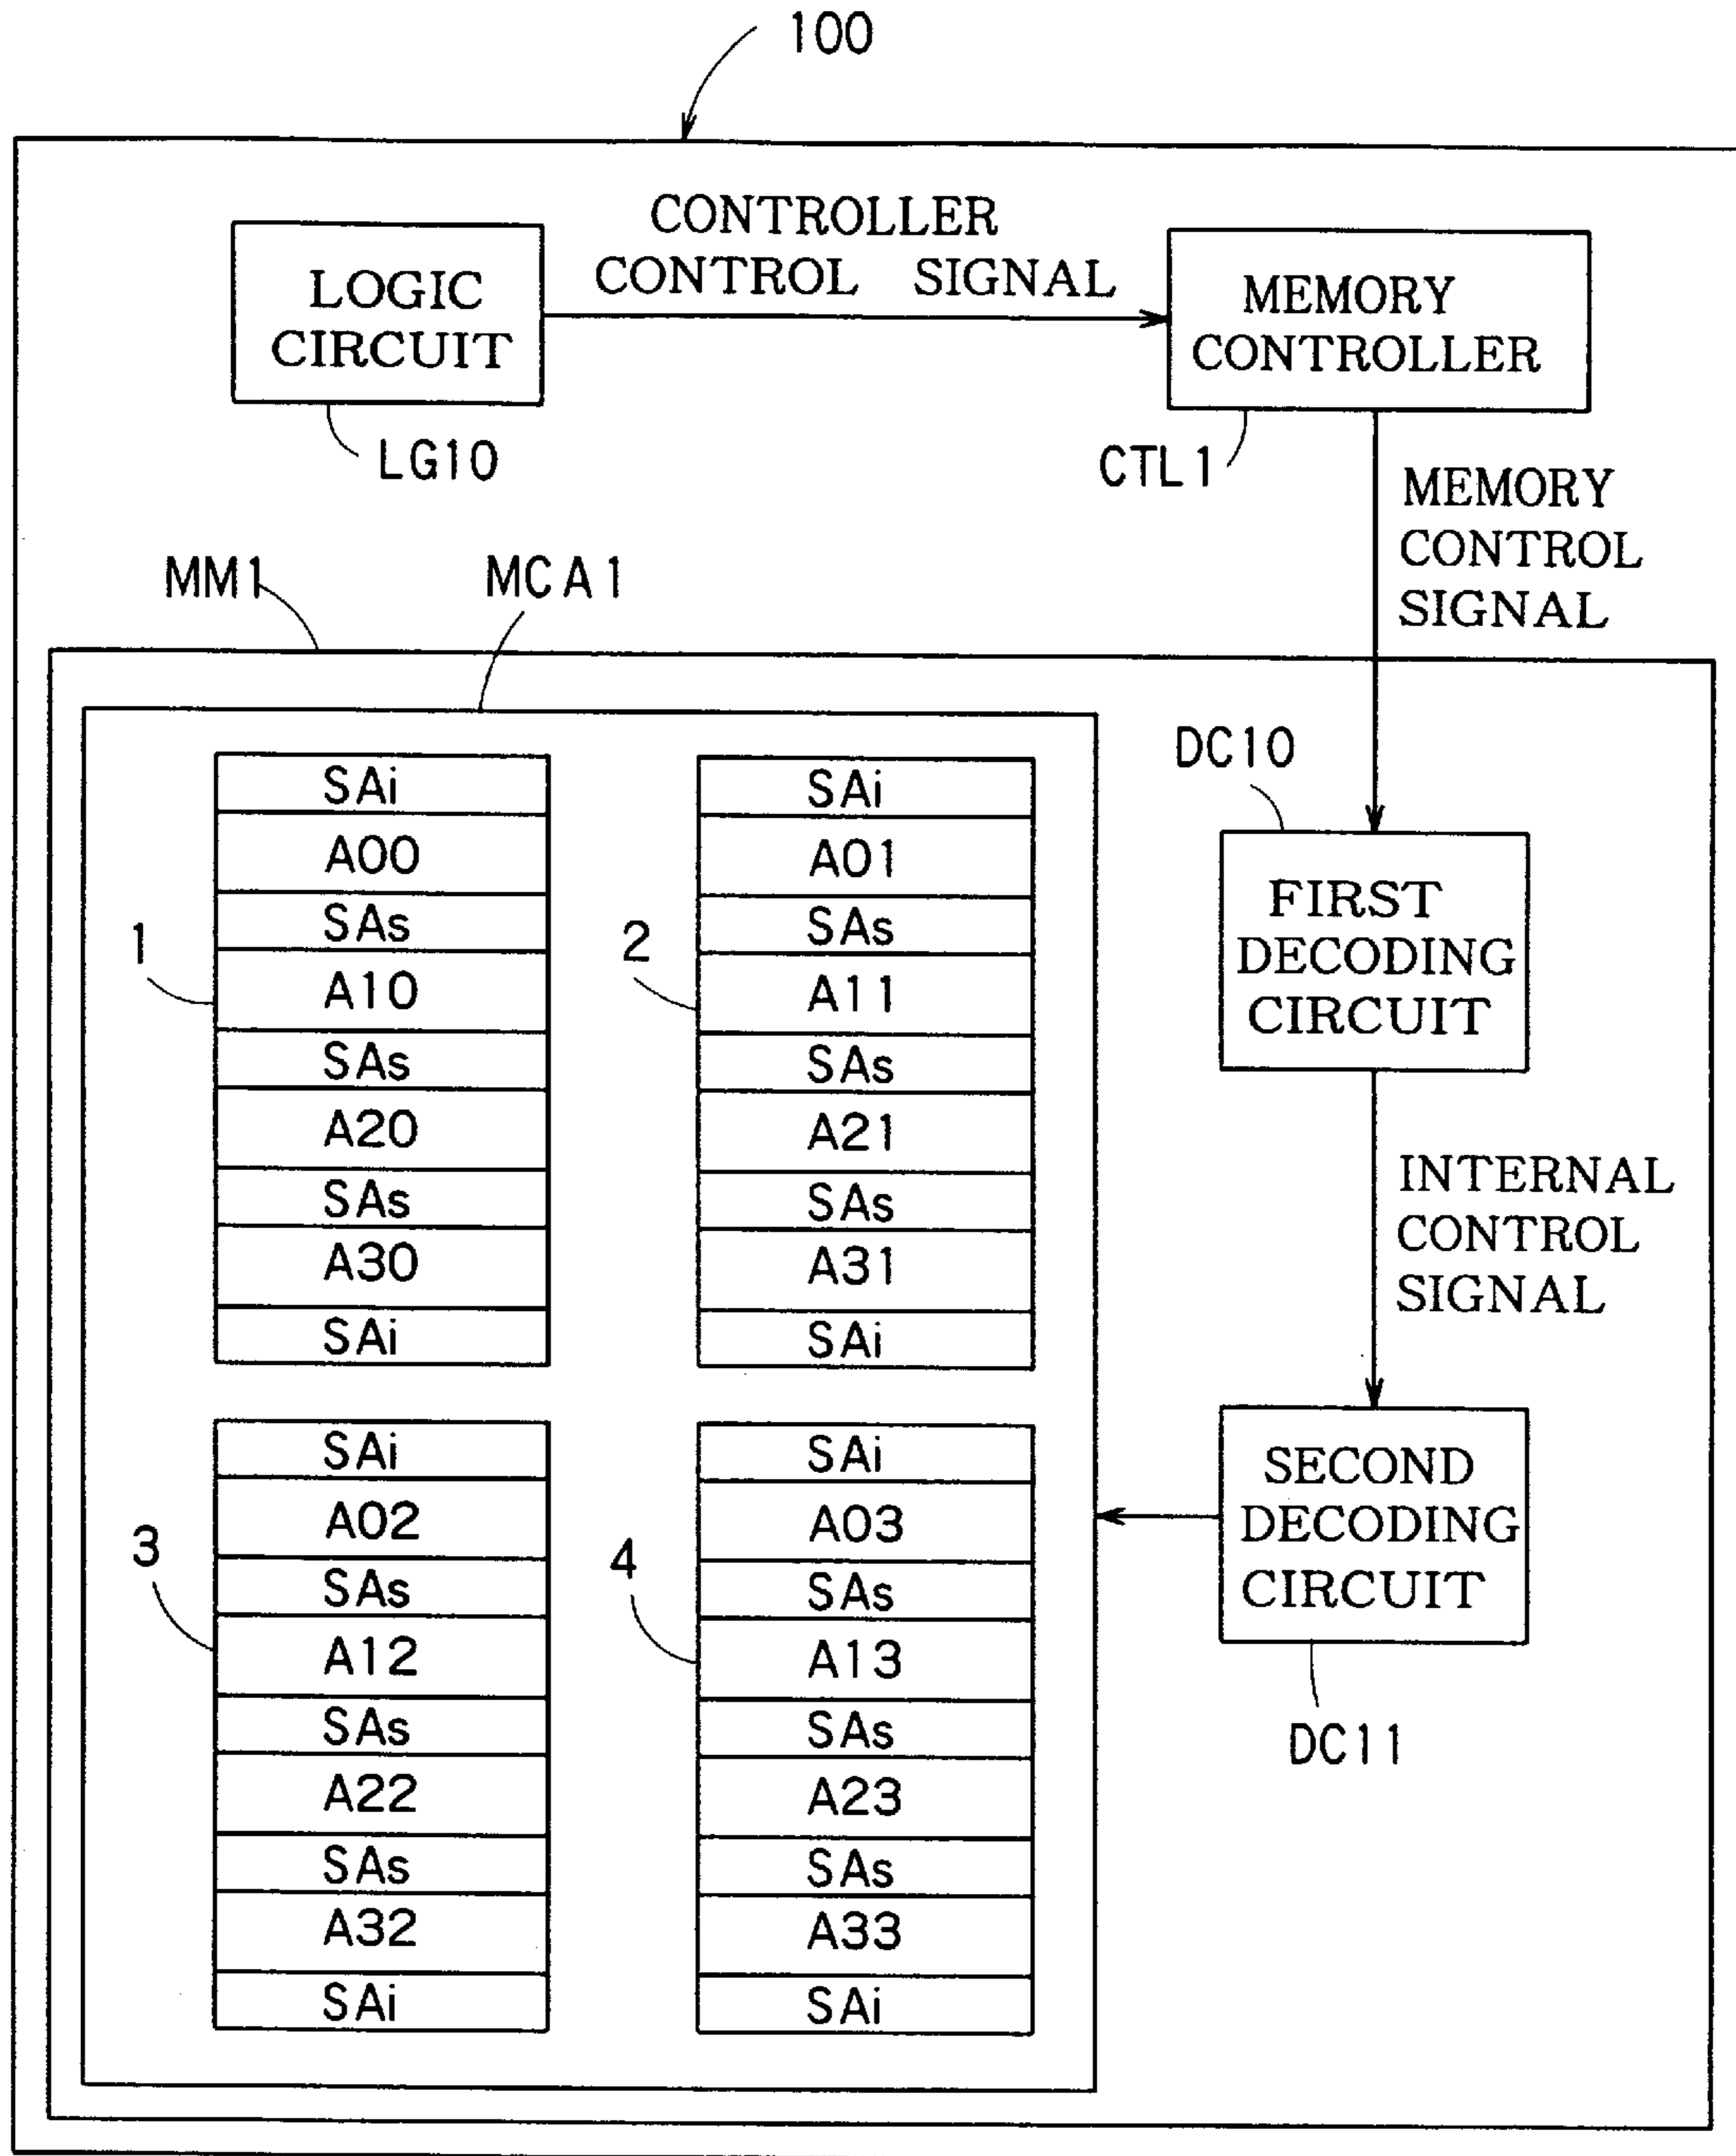 100
CONTROLLER
CONTROL SIGNAL
LOGIC
CIRCUIT
MEMORY
CONTROLLER
LG10
CTL1
MEMORY
CONTROL
SIGNAL
MM1
MCA1
DC10
SAi
A00
SAs
A10
SAs
A20
SAs
A30
SAi
1
SAi
A01
SAs
A11
SAs
A21
SAs
A31
SAi
2
FIRST
DECODING
CIRCUIT
INTERNAL
CONTROL
SIGNAL
SAi
A02
SAs
A12
SAs
A22
SAs
A32
SAi
3
SAi
A03
SAs
A13
SAs
A23
SAs
A33
SAi
4
SECOND
DECODING
CIRCUIT
DC11